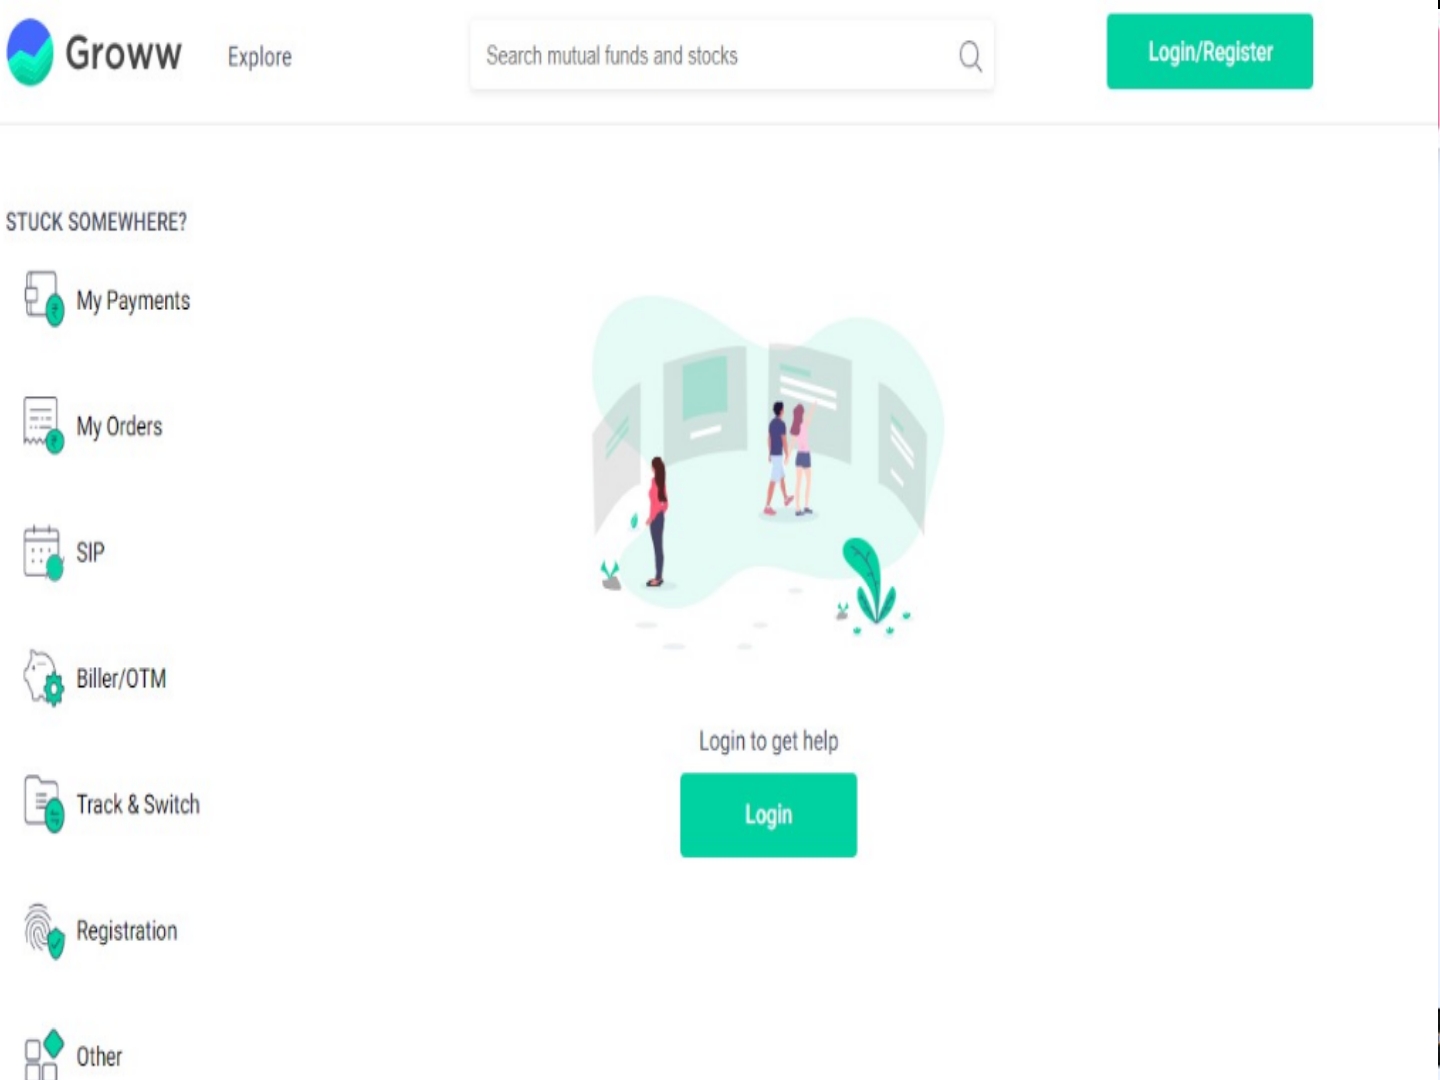 Groww
Explore
Search mutual funds and stocks
Login/Register
STUCK SOMEWHERE?
My Payments
My Orders
SIP
Biller/OTM
Track & Switch
Registration
Other
Login to get help
Login